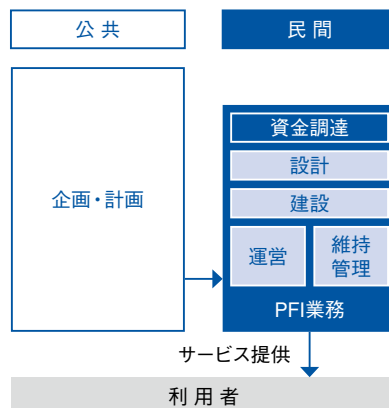 公共
民間
企画・計画
資金調達
設計
建設
運営
維持
管理
PFI業務
サービス提供
利用者